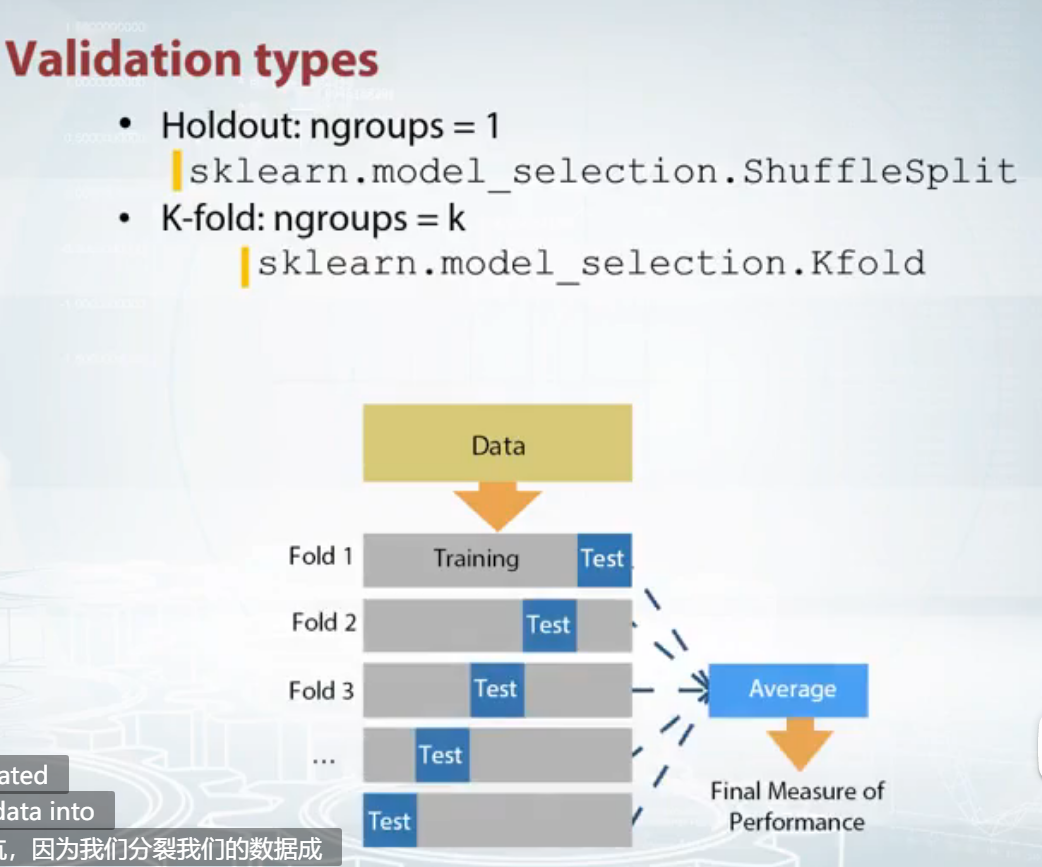 Validation types
• Holdout: ngroups = 1
sklearn.model_selection.ShuffleSplit
• K-fold: ngroups = k
sklearn.model_selection.Kfold
Data
Fold 1 Training Test
Fold 2 Test
Fold 3 Test
Average
... Test
Test
Final Measure of
Performance
ated
data into
因为我们分裂我们的数据成